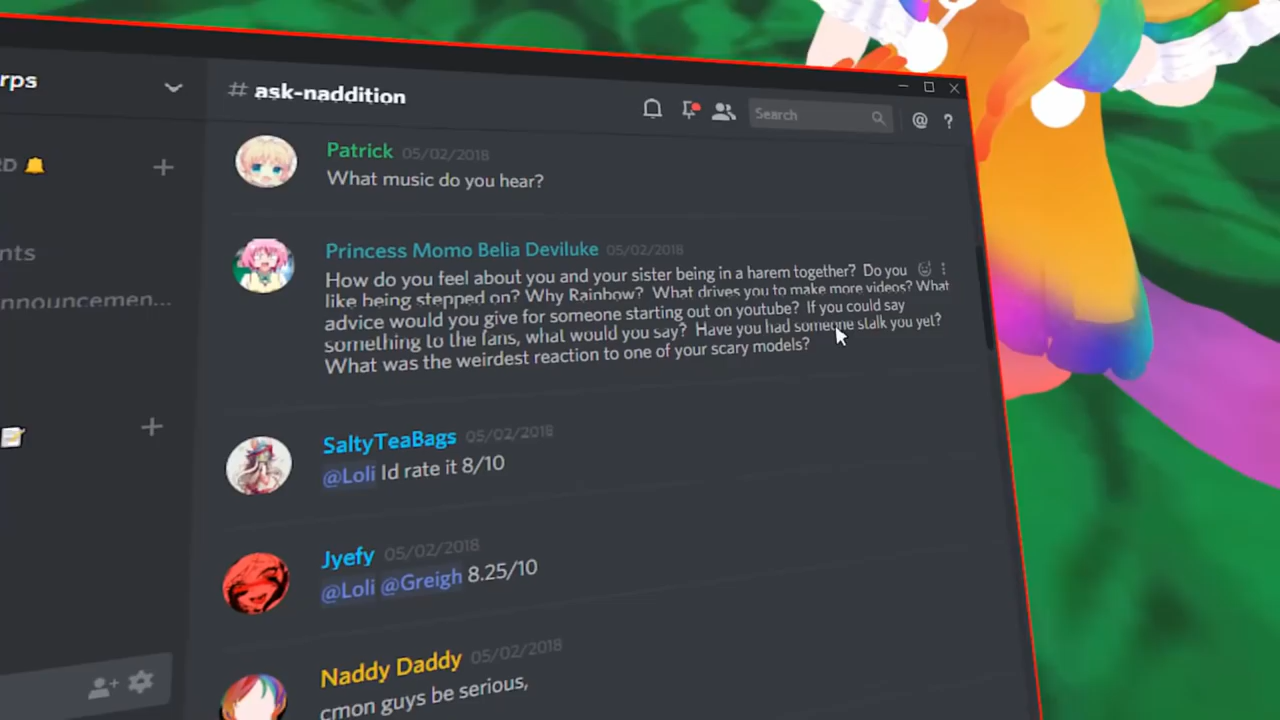 rps
# ask-naddition
Search
@ ?
D
nts
nnouncemen...
Patrick 05/02/2018
What music do you hear?
Princess Momo Belia Deviluke 05/02/2018
How do you feel about you and your sister being in a harem together? Do you
like being stepped on? Why Rainbow? What drives you to make more videos? What
advice would you give for someone starting out on youtube? If you could say
something to the fans, what would you say? Have you had someone stalk you yet?
What was the weirdest reaction to one of your scary models?
SaltyTeaBags 05/02/2018
@Loli Id rate it 8/10
Jyefy 05/02/2018
@Loli @Greigh 8.25/10
Naddy Daddy 05/02/2018
cmon guys be serious,